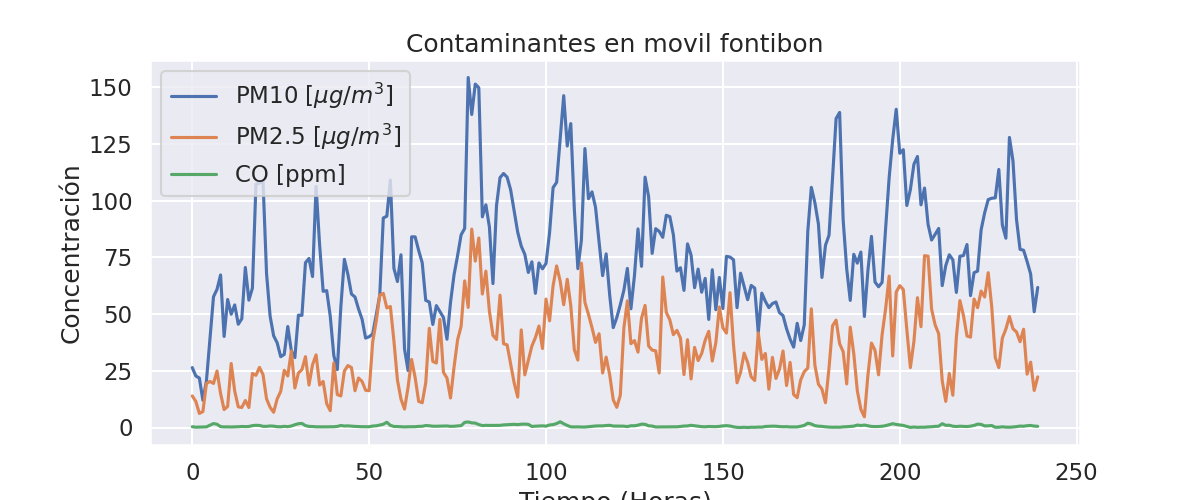 Contaminantes en movil fontibon
PM10 [μg/m³]
PM2.5 [μg/m³]
CO [ppm]
Concentración
150
125
100
75
50
25
0
0 50 100 150 200 250
Tiempo (Horas)